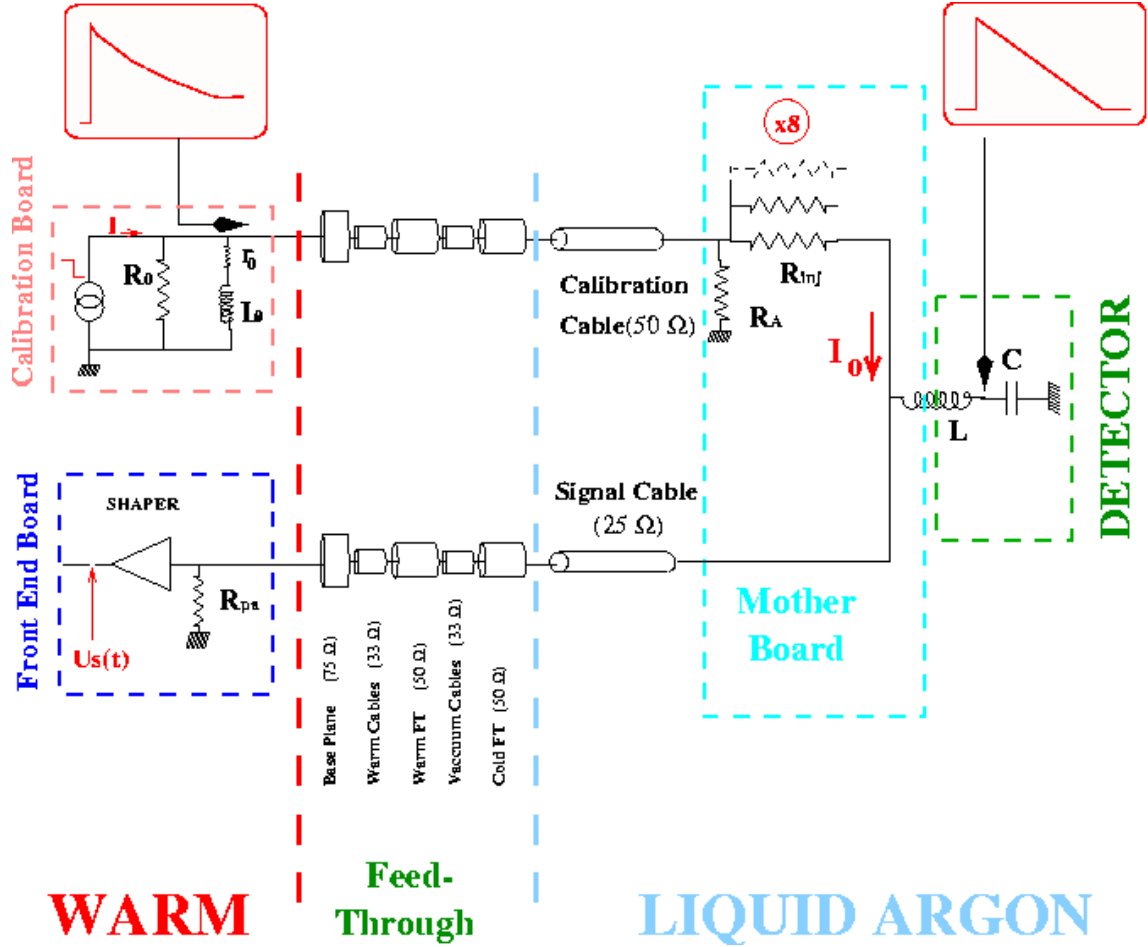 x8
Calibration Board
I
R0
r0
L0
Calibration
Cable(50 Ω)
Rinj
RA
I0
C
L
DETECTOR
Front End Board
SHAPER
Rpa
Us(t)
Signal Cable
(25 Ω)
Mother
Board
Base Plane (75 Ω)
Warm Cables (33 Ω)
Warm FT (50 Ω)
Vaccuum Cables (33 Ω)
Cold FT (50 Ω)
WARM
Feed-
Through
LIQUID ARGON